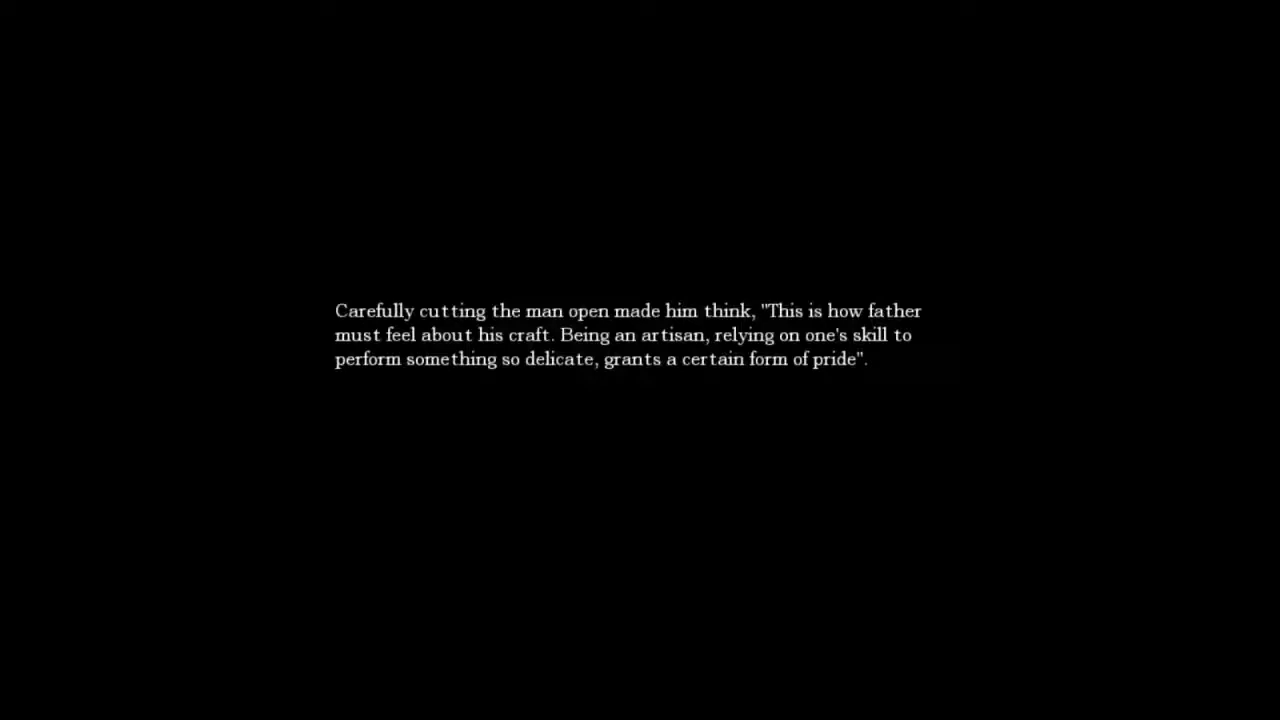 Carefully cutting the man open made him think, "This is how father
must feel about his craft. Being an artisan, relying on one's skill to
perform something so delicate, grants a certain form of pride".